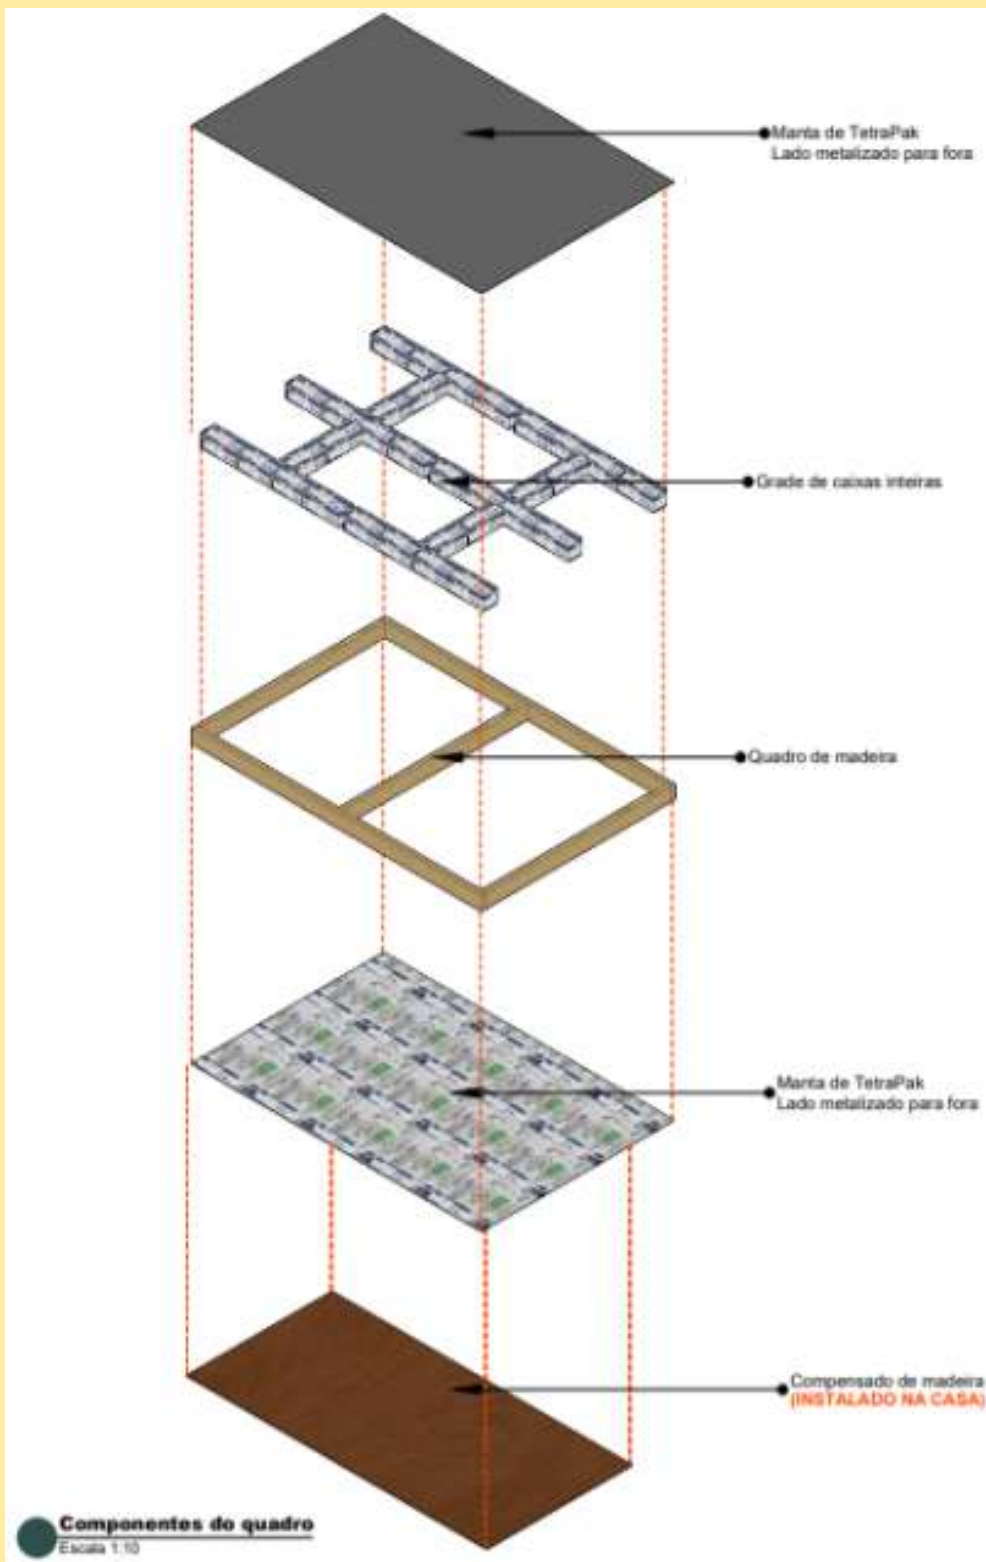 Manta de TetraPak
Lado metalizado para fora
Grade de caixas inteiras
Quadro de madeira
Manta de TetraPak
Lado metalizado para fora
Compensado de madeira
(INSTALADO NA CASA)
Componentes do quadro
Escala 1:10